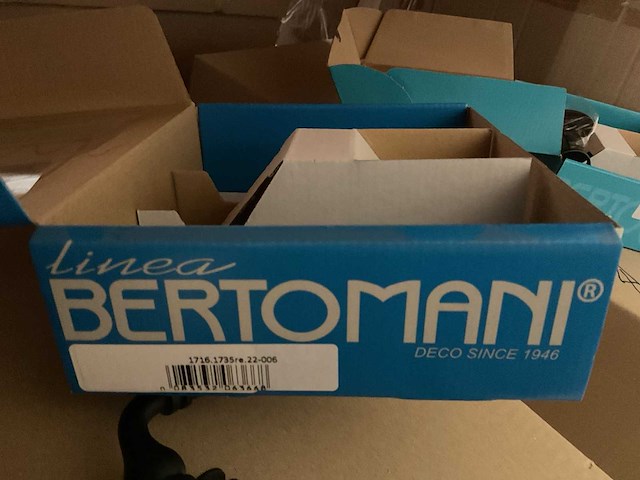 linea
BERTOMANI®
DECO SINCE 1946
1716.1735re.22-006